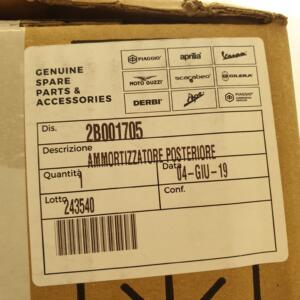 GENUINE
SPARE
PARTS &
ACCESSORIES
PIAGGIO aprilia Vespa
MOTO GUZZI scarabeo GILERA
DERBI Ape PIAGGIO
Dis. 2B001705
Descrizione AMMORTIZZATORE POSTERIORE
Quantità 1 Data 04-GIU-19
Lotto 243540 Conf.